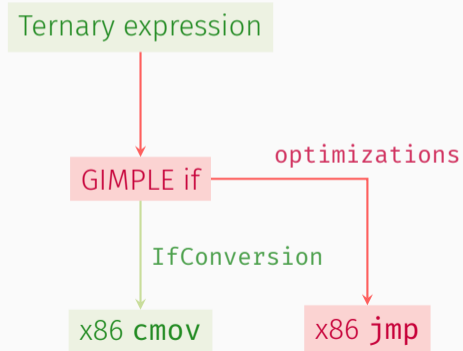 Ternary expression
optimizations
GIMPLE if
IfConversion
x86 cmov
x86 jmp